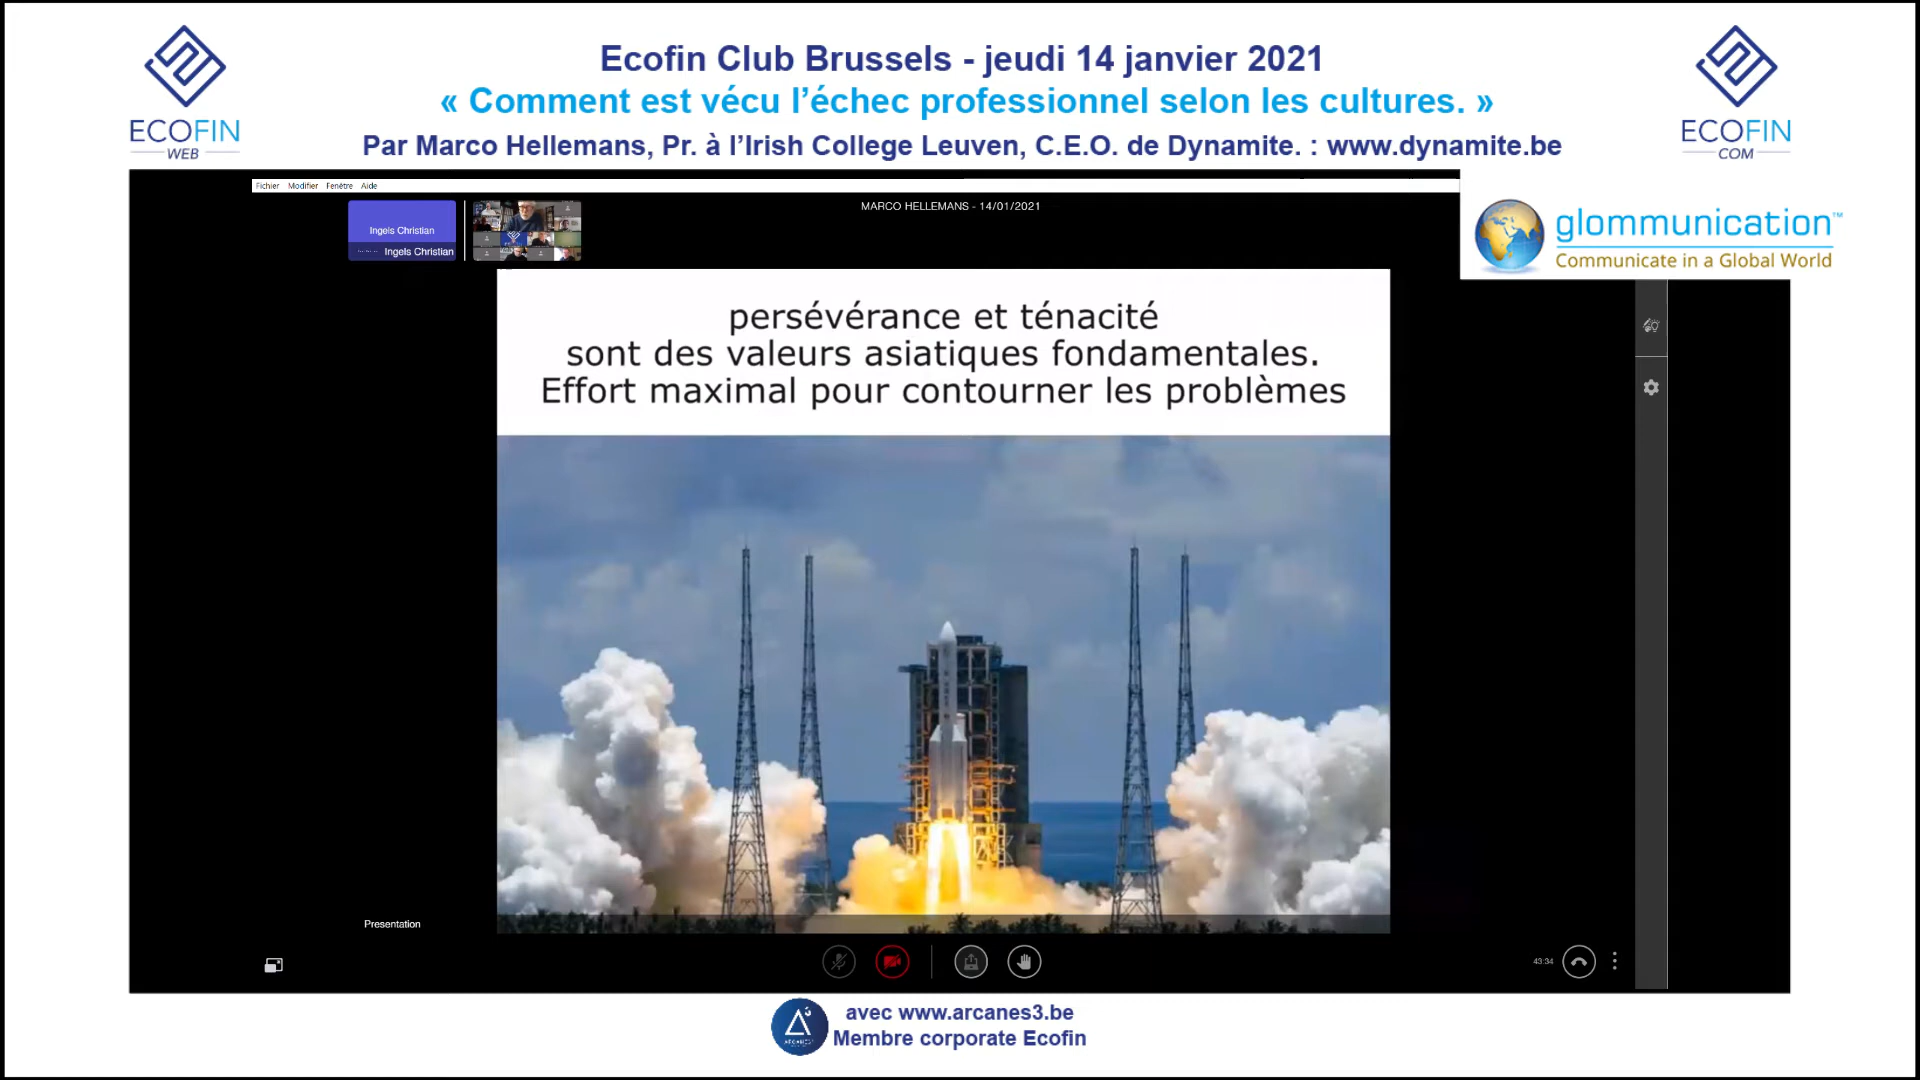 Ecofin Club Brussels - jeudi 14 janvier 2021
« Comment est vécu l’échec professionnel selon les cultures. »
Par Marco Hellemans, Pr. à l’Irish College Leuven, C.E.O. de Dynamite. : www.dynamite.be
ECOFIN
WEB
ECOFIN
COM
Fichier Modifier Fenêtre Aide
MARCO HELLEMANS - 14/01/2021
Ingels Christian
Ingels Christian
glommunication™
Communicate in a Global World
persévérance et ténacité
sont des valeurs asiatiques fondamentales.
Effort maximal pour contourner les problèmes
Presentation
43:34
avec www.arcanes3.be
Membre corporate Ecofin